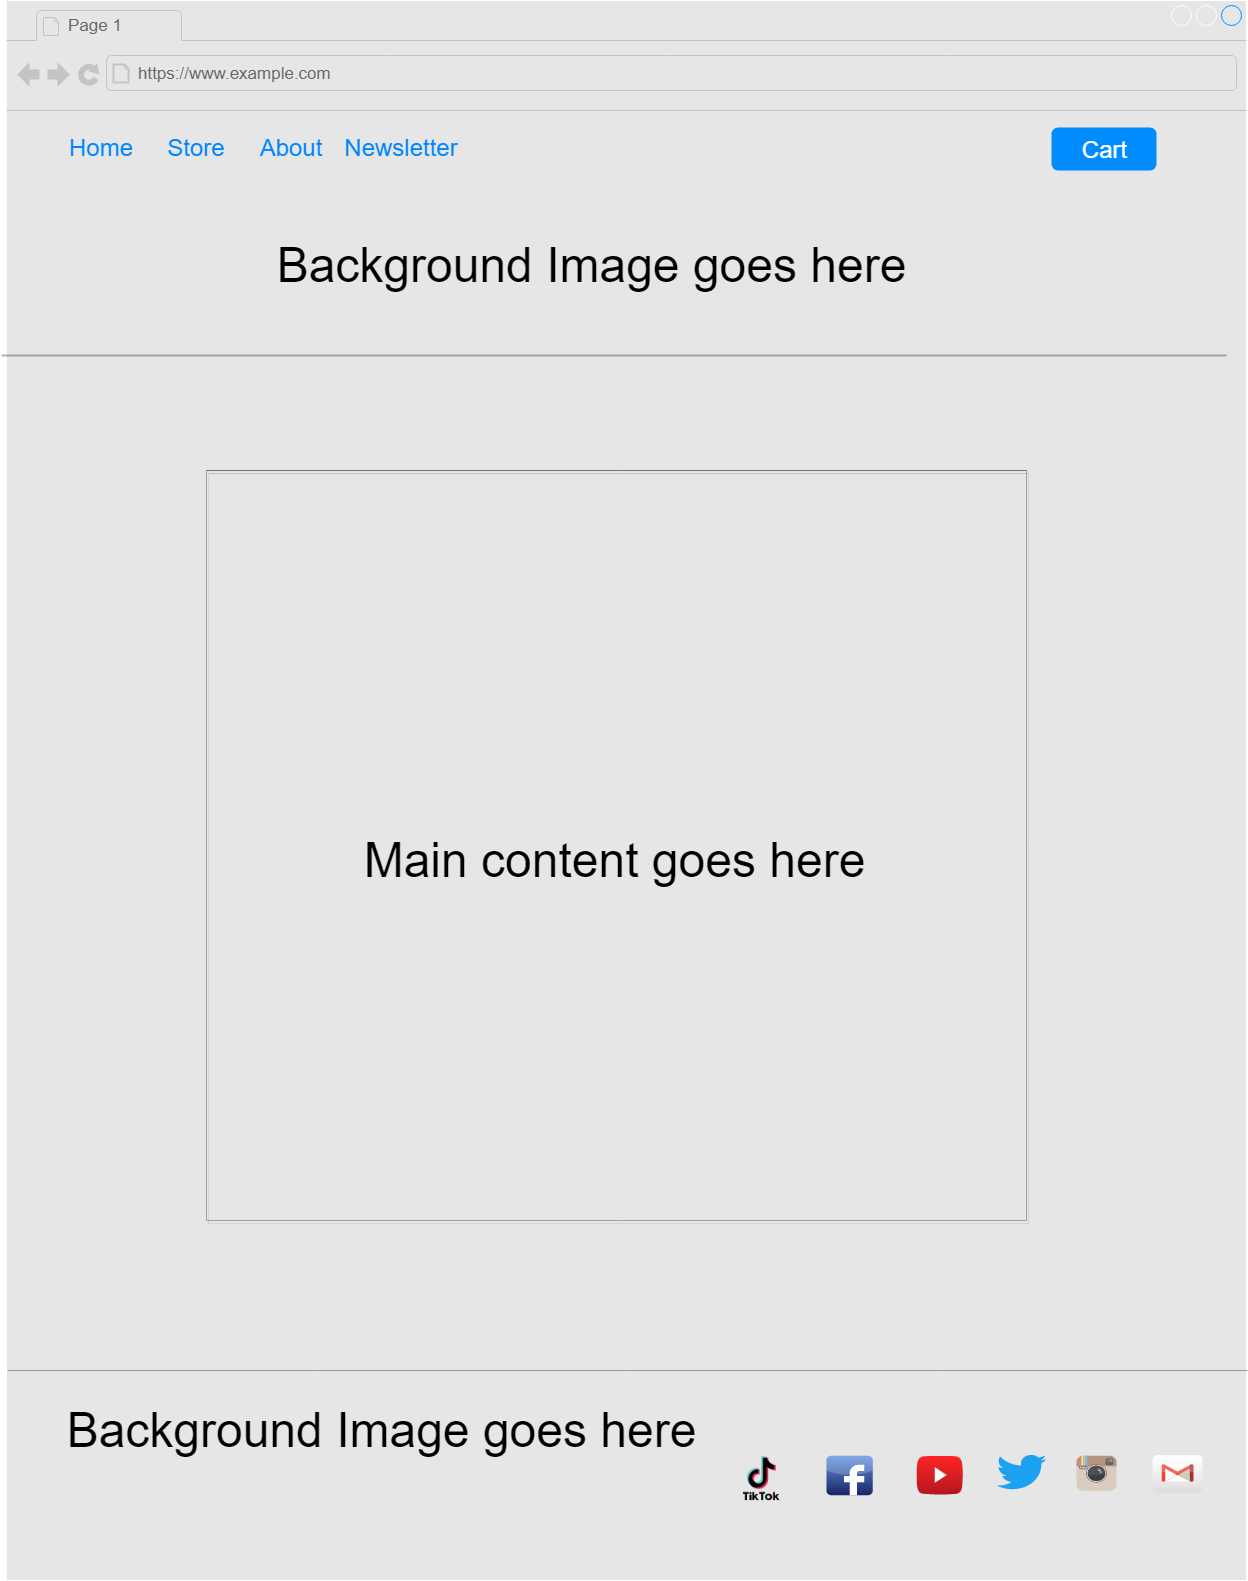 Page 1
https://www.example.com
Home Store About Newsletter Cart
Background Image goes here
Main content goes here
Background Image goes here
TikTok